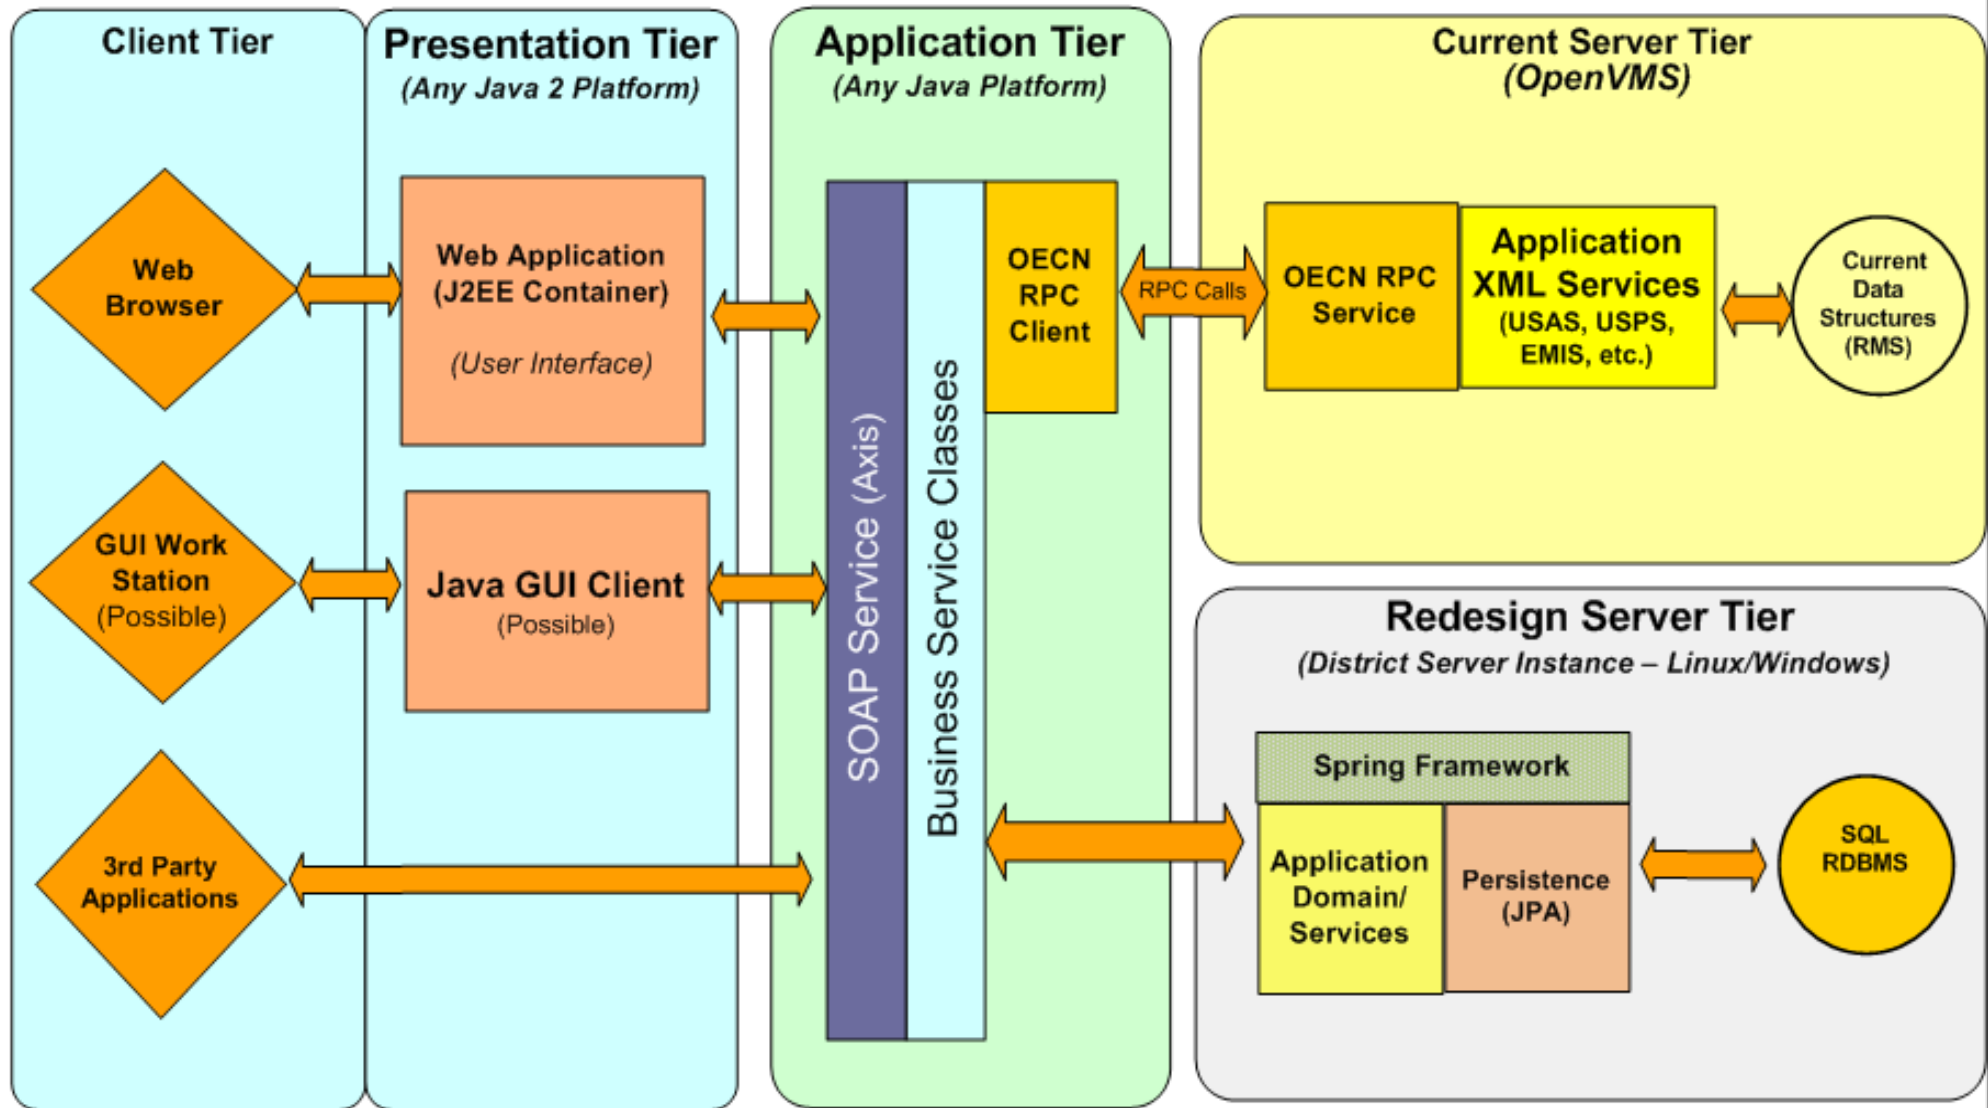 Client Tier
Web
Browser
GUI Work
Station
(Possible)
3rd Party
Applications
Presentation Tier
(Any Java 2 Platform)
Web Application
(J2EE Container)
(User Interface)
Java GUI Client
(Possible)
Application Tier
(Any Java Platform)
SOAP Service (Axis)
Business Service Classes
OECN
RPC
Client
RPC Calls
Current Server Tier
(OpenVMS)
OECN RPC
Service
Application
XML Services
(USAS, USPS,
EMIS, etc.)
Current
Data
Structures
(RMS)
Redesign Server Tier
(District Server Instance – Linux/Windows)
Spring Framework
Application
Domain/
Services
Persistence
(JPA)
SQL
RDBMS